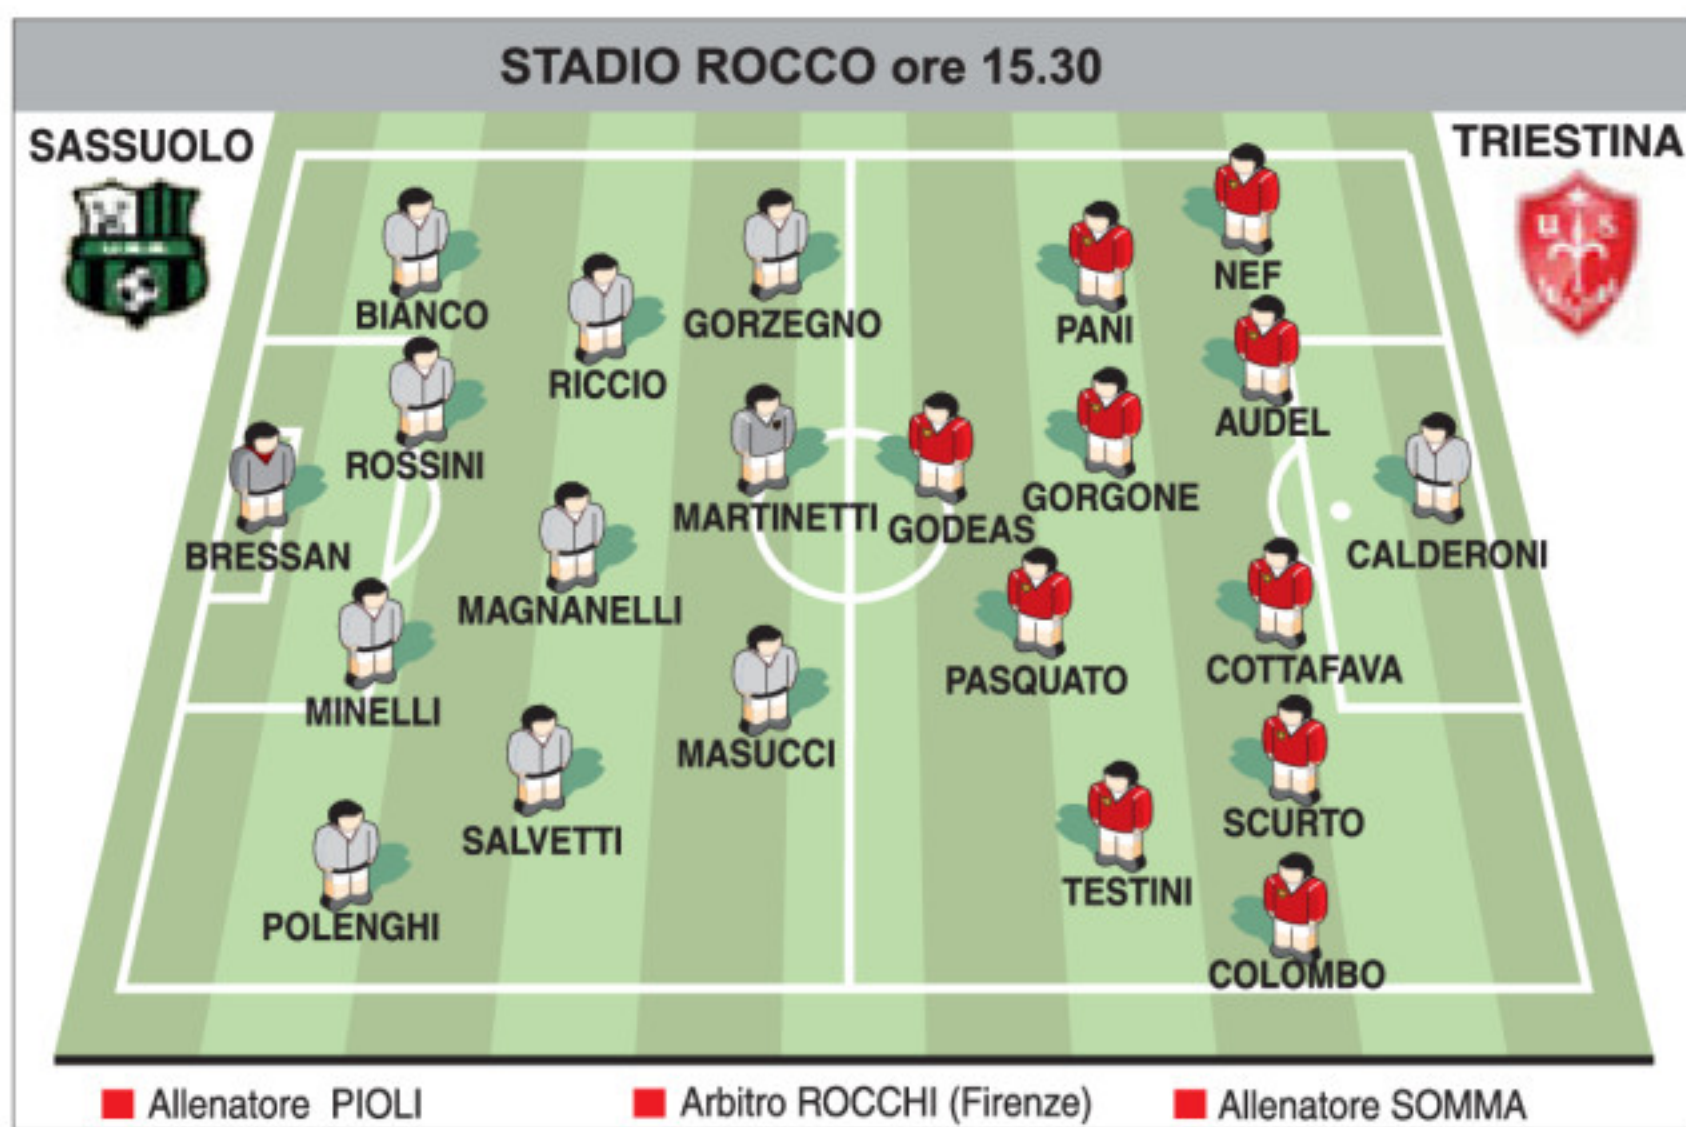 STADIO ROCCO ore 15.30
SASSUOLO
TRIESTINA
U S
NEF
BIANCO
GORZEGNO
PANI
RICCIO
AUDEL
ROSSINI
GORGONE
MARTINETTI
GODEAS
BRESSAN
CALDERONI
MAGNANELLI
COTTAFAVA
PASQUATO
MINELLI
MASUCCI
SCURTO
SALVETTI
TESTINI
POLENGHI
COLOMBO
Allenatore PIOLI
Arbitro ROCCHI (Firenze)
Allenatore SOMMA